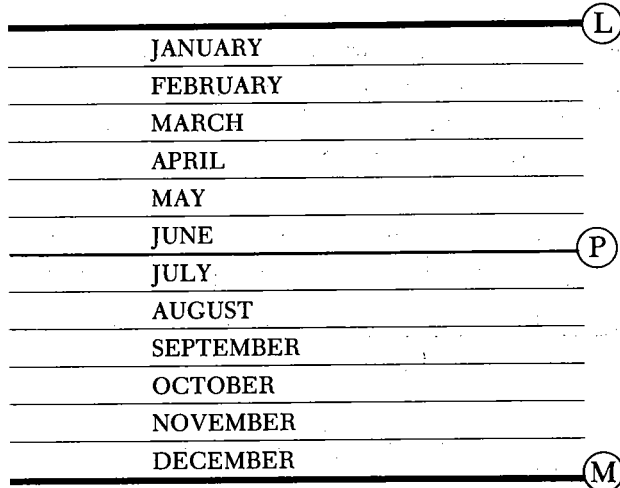 L
JANUARY
FEBRUARY
MARCH
APRIL
MAY
JUNE
P
JULY
AUGUST
SEPTEMBER
OCTOBER
NOVEMBER
DECEMBER
M